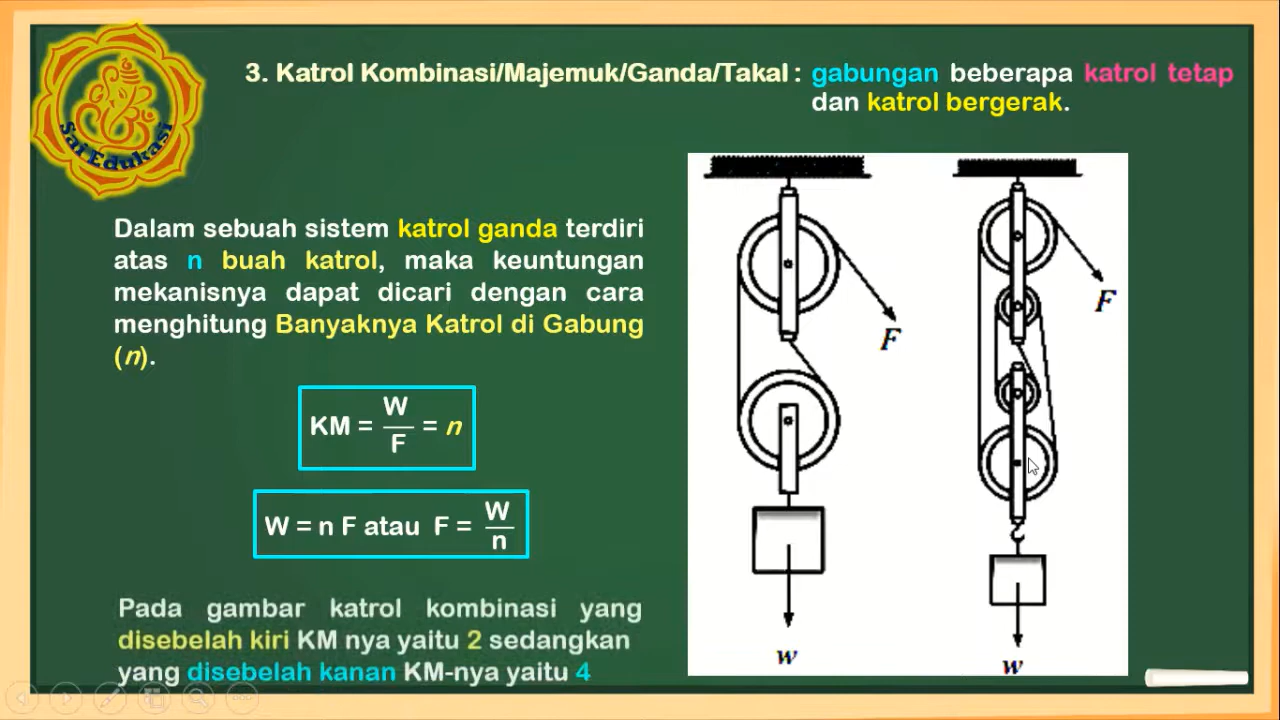 Sai Edukasi
3. Katrol Kombinasi/Majemuk/Ganda/Takal : gabungan beberapa katrol tetap
dan katrol bergerak.
Dalam sebuah sistem katrol ganda terdiri
atas n buah katrol, maka keuntungan
mekanisnya dapat dicari dengan cara
menghitung Banyaknya Katrol di Gabung
(n).
KM = W/F = n
W = n F atau F = W/n
Pada gambar katrol kombinasi yang
disebelah kiri KM nya yaitu 2 sedangkan
yang disebelah kanan KM-nya yaitu 4
F
w
F
w